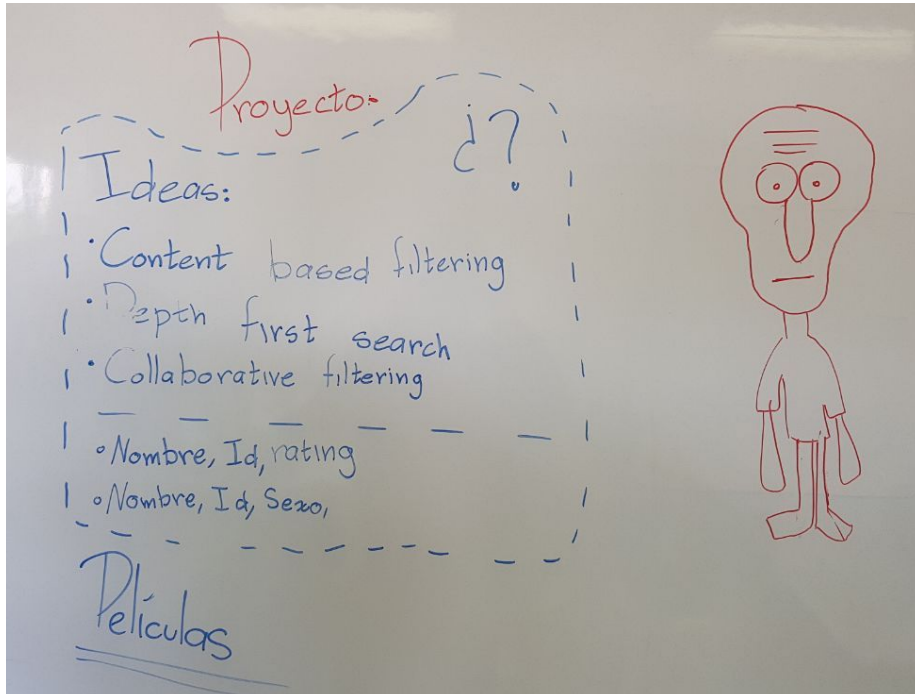 Proyecto.
¿?
Ideas:
• Content based filtering
• Depth first search
• Collaborative filtering
• Nombre, Id, rating
• Nombre, Id, Sexo,
Películas